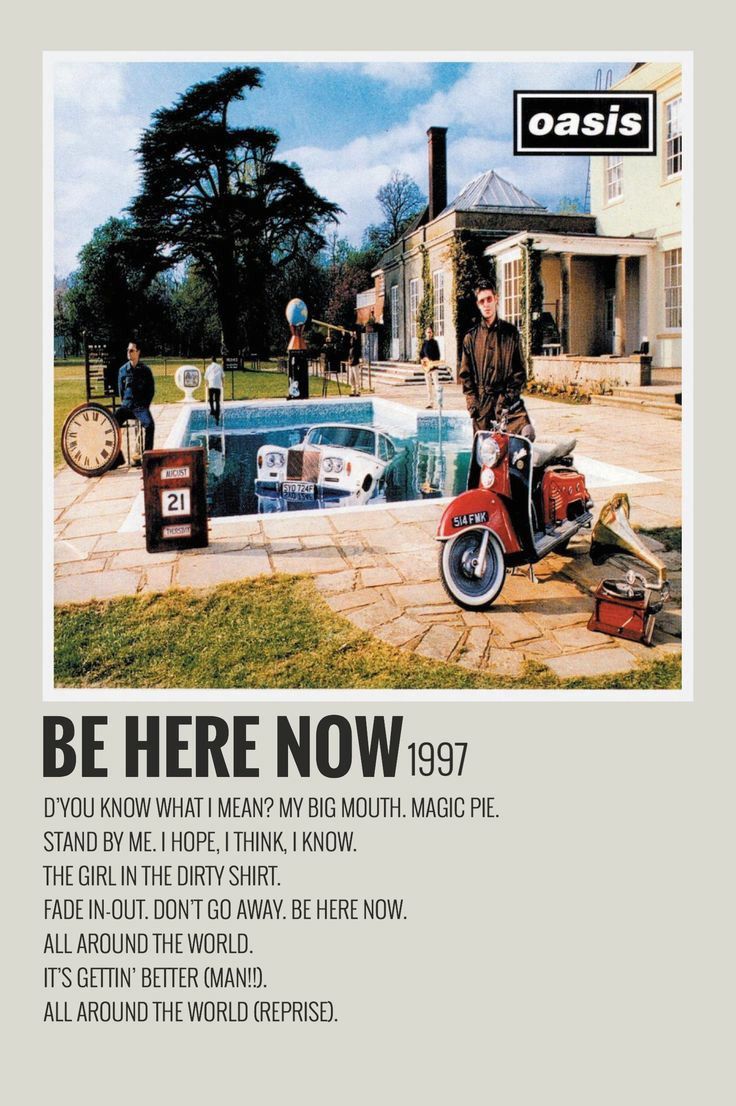 oasis
AUGUST
21
THURSDAY
SYO 724F
514 FMK
BE HERE NOW 1997
D'YOU KNOW WHAT I MEAN? MY BIG MOUTH. MAGIC PIE.
STAND BY ME. I HOPE, I THINK, I KNOW.
THE GIRL IN THE DIRTY SHIRT.
FADE IN-OUT. DON'T GO AWAY. BE HERE NOW.
ALL AROUND THE WORLD.
IT'S GETTIN' BETTER (MAN!!).
ALL AROUND THE WORLD (REPRISE).